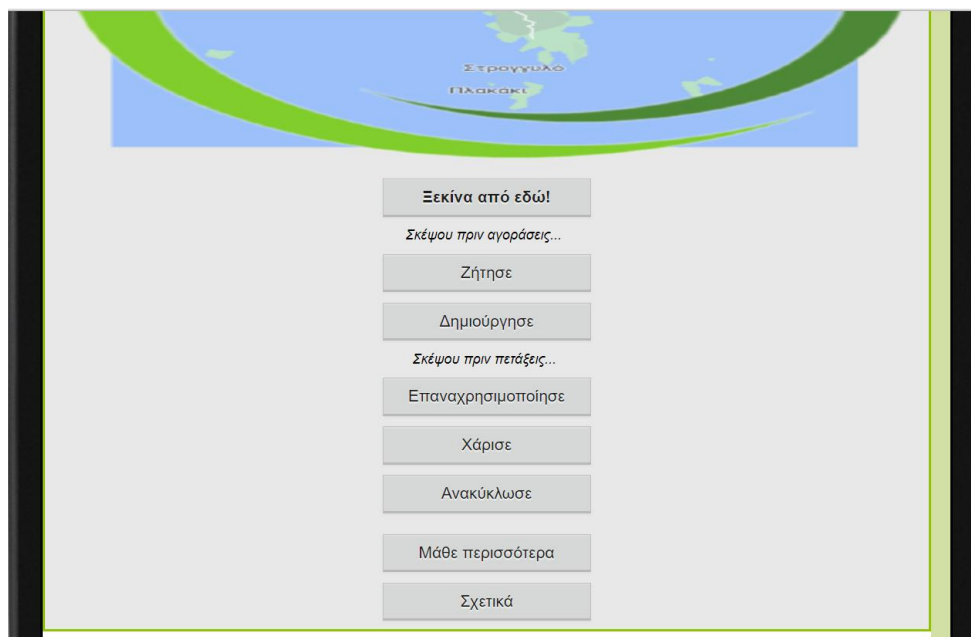 Στρογγυλό
Πλακάκι
Ξεκίνα από εδώ!
Σκέψου πριν αγοράσεις...
Ζήτησε
Δημιούργησε
Σκέψου πριν πετάξεις...
Επαναχρησιμοποίησε
Χάρισε
Ανακύκλωσε
Μάθε περισσότερα
Σχετικά